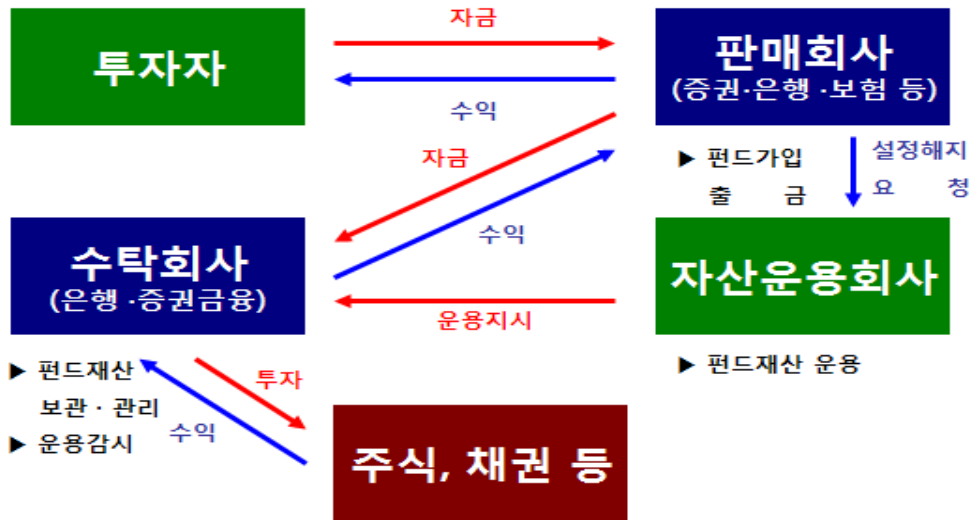 자금
투자자
판매회사
(증권·은행 ·보험 등)
수익
자금
▶ 펀드가입
출 금
설정해지
요 청
수익
수탁회사
(은행 ·증권금융)
자산운용회사
운용지시
▶ 펀드재산
보관 · 관리
▶ 운용감시
투자
수익
▶ 펀드재산 운용
주식, 채권 등